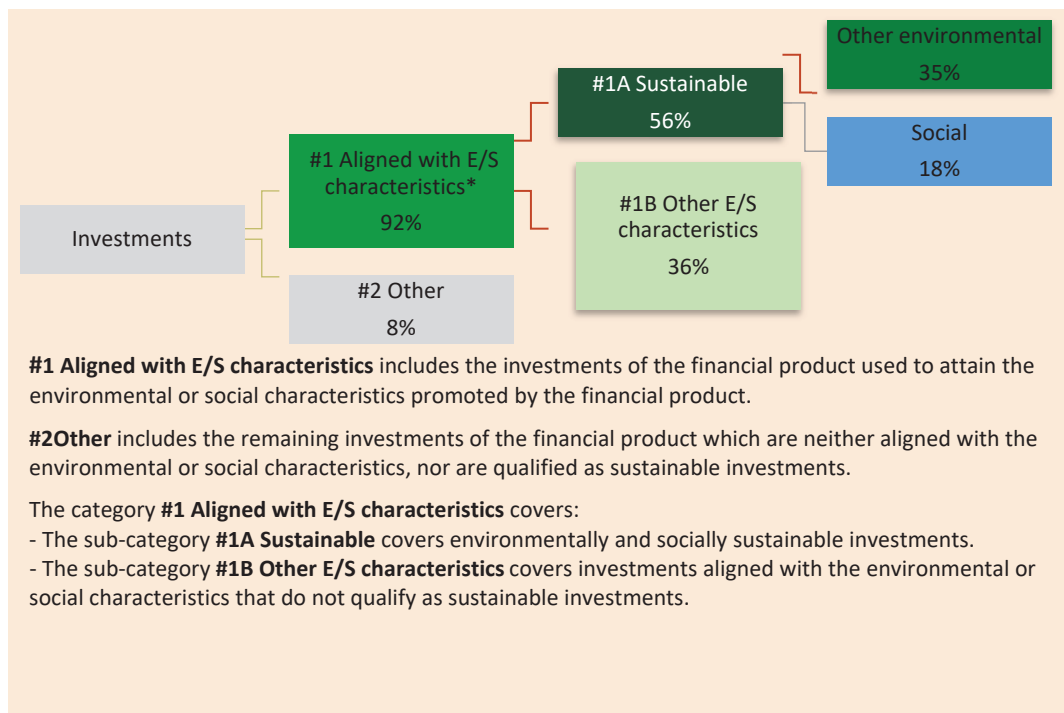 Other environmental
35%
#1A Sustainable
56%
Social
18%
#1 Aligned with E/S
characteristics*
92%
#1B Other E/S
characteristics
36%
Investments
#2 Other
8%
#1 Aligned with E/S characteristics includes the investments of the financial product used to attain the
environmental or social characteristics promoted by the financial product.
#2Other includes the remaining investments of the financial product which are neither aligned with the
environmental or social characteristics, nor are qualified as sustainable investments.
The category #1 Aligned with E/S characteristics covers:
- The sub-category #1A Sustainable covers environmentally and socially sustainable investments.
- The sub-category #1B Other E/S characteristics covers investments aligned with the environmental or
social characteristics that do not qualify as sustainable investments.